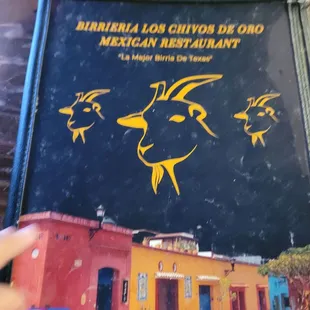 BIRRIERIA LOS CHIVOS DE ORO
MEXICAN RESTAURANT
"La Mejor Birria De Texas"